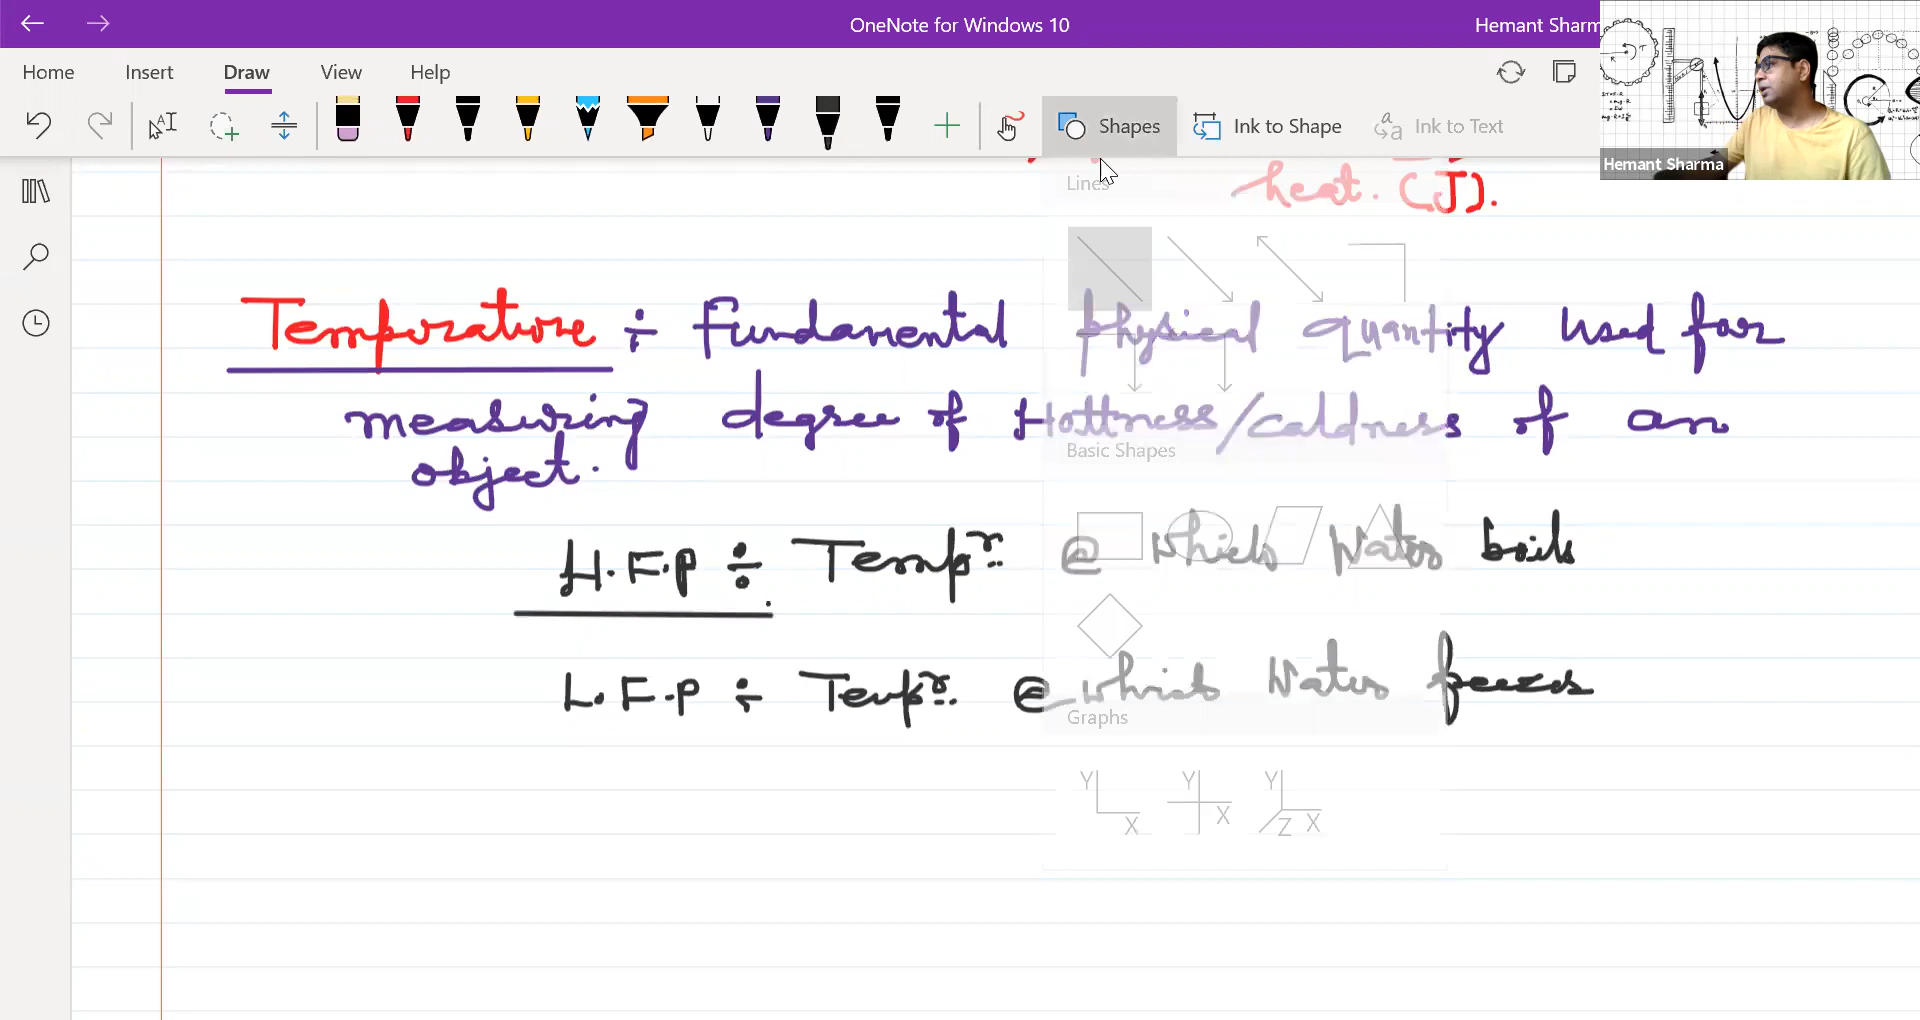 OneNote for Windows 10
Hemant Sharm
Home Insert Draw View Help
Shapes Ink to Shape Ink to Text
Hemant Sharma
Lines
heat. (J).
Temperature ÷ Fundamental physical quantity used for
measuring degree of Hottness/coldness of an
object.
Basic Shapes
H.F.P ÷ Tempr. @ which Water boils
L.F.P ÷ Tempr. @ which Water freezes
Graphs
Y X Y X Y Z X